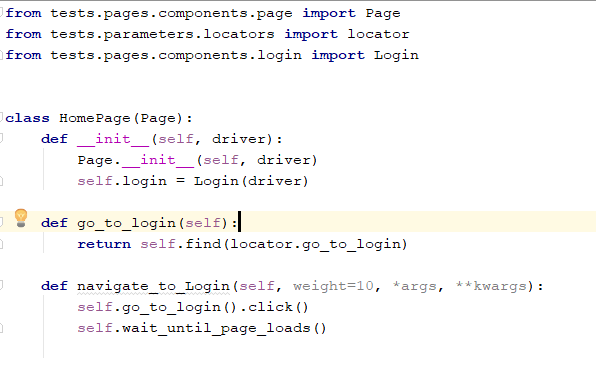 from tests.pages.components.page import Page
from tests.parameters.locators import locator
from tests.pages.components.login import Login
class HomePage(Page):
def __init__(self, driver):
Page.__init__(self, driver)
self.login = Login(driver)
def go_to_login(self):
return self.find(locator.go_to_login)
def navigate_to_Login(self, weight=10, *args, **kwargs):
self.go_to_login().click()
self.wait_until_page_loads()